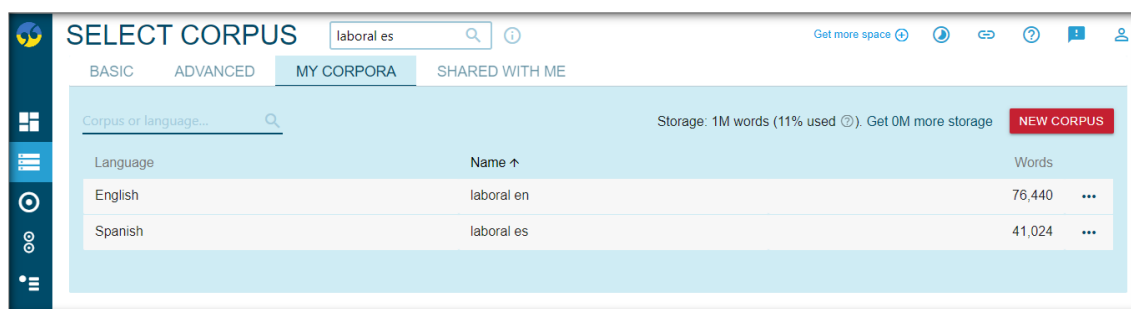 SELECT CORPUS laboral es Get more space
BASIC ADVANCED MY CORPORA SHARED WITH ME
Corpus or language... Storage: 1M words (11% used ?). Get 0M more storage NEW CORPUS
Language Name ↑ Words
English laboral en 76,440 •••
Spanish laboral es 41,024 •••